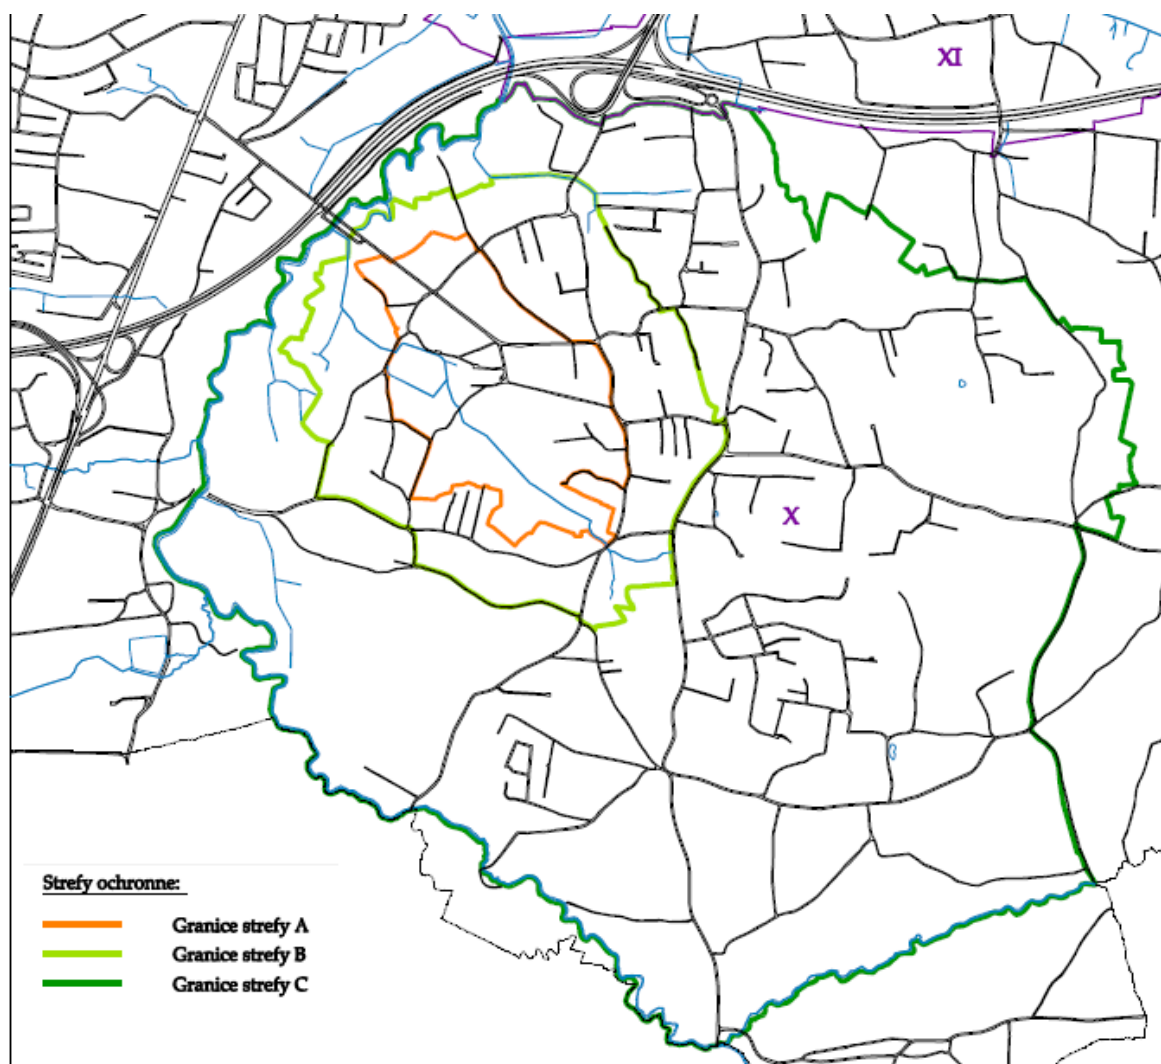 XI
X
Strefy ochronne:
Granice strefy A
Granice strefy B
Granice strefy C